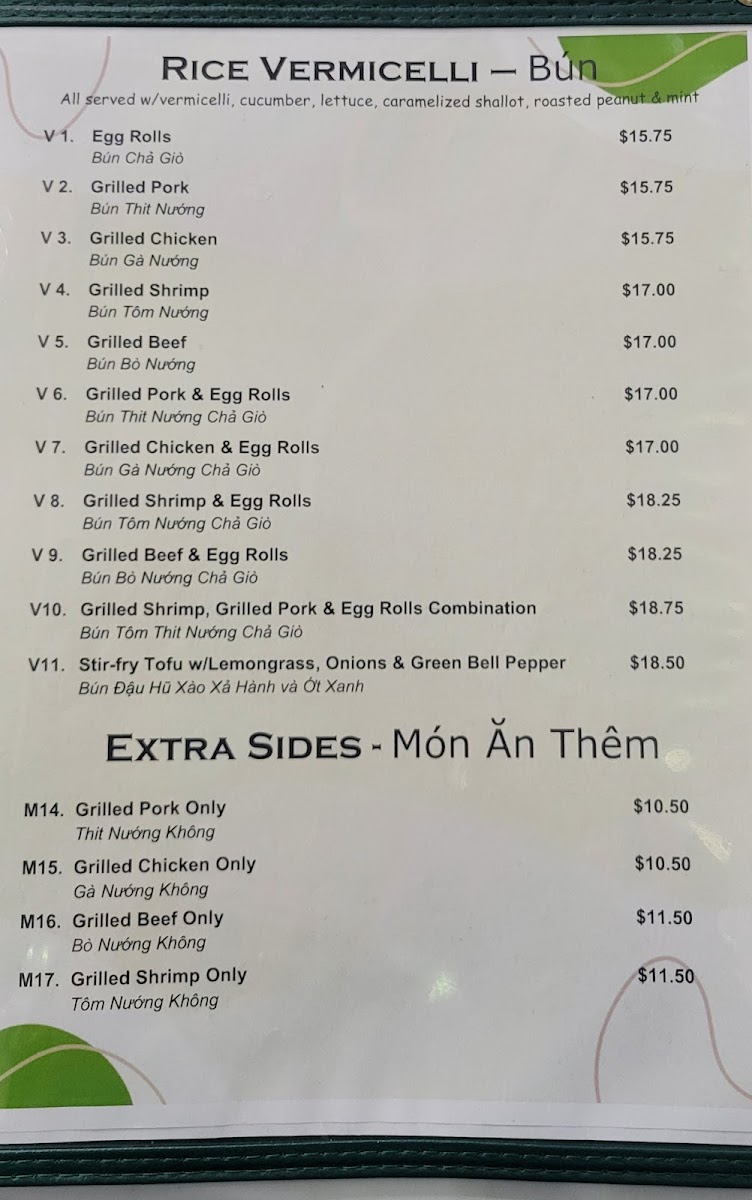 RICE VERMICELLI – Bún
All served w/vermicelli, cucumber, lettuce, caramelized shallot, roasted peanut & mint
V 1. Egg Rolls $15.75
Bún Chả Giò
V 2. Grilled Pork $15.75
Bún Thit Nướng
V 3. Grilled Chicken $15.75
Bún Gà Nướng
V 4. Grilled Shrimp $17.00
Bún Tôm Nướng
V 5. Grilled Beef $17.00
Bún Bò Nướng
V 6. Grilled Pork & Egg Rolls $17.00
Bún Thit Nướng Chả Giò
V 7. Grilled Chicken & Egg Rolls $17.00
Bún Gà Nướng Chả Giò
V 8. Grilled Shrimp & Egg Rolls $18.25
Bún Tôm Nướng Chả Giò
V 9. Grilled Beef & Egg Rolls $18.25
Bún Bò Nướng Chả Giò
V10. Grilled Shrimp, Grilled Pork & Egg Rolls Combination $18.75
Bún Tôm Thit Nướng Chả Giò
V11. Stir-fry Tofu w/Lemongrass, Onions & Green Bell Pepper $18.50
Bún Đậu Hũ Xào Xả Hành và Ớt Xanh
EXTRA SIDES - Món Ăn Thêm
M14. Grilled Pork Only $10.50
Thit Nướng Không
M15. Grilled Chicken Only $10.50
Gà Nướng Không
M16. Grilled Beef Only $11.50
Bò Nướng Không
M17. Grilled Shrimp Only $11.50
Tôm Nướng Không